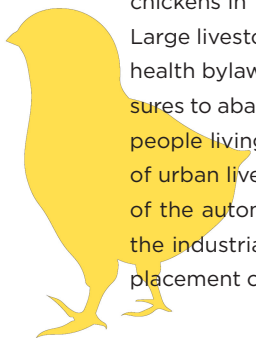 chickens in
Large livesto
health bylaw
sures to aba
people living
of urban live
of the autor
the industria
placement o